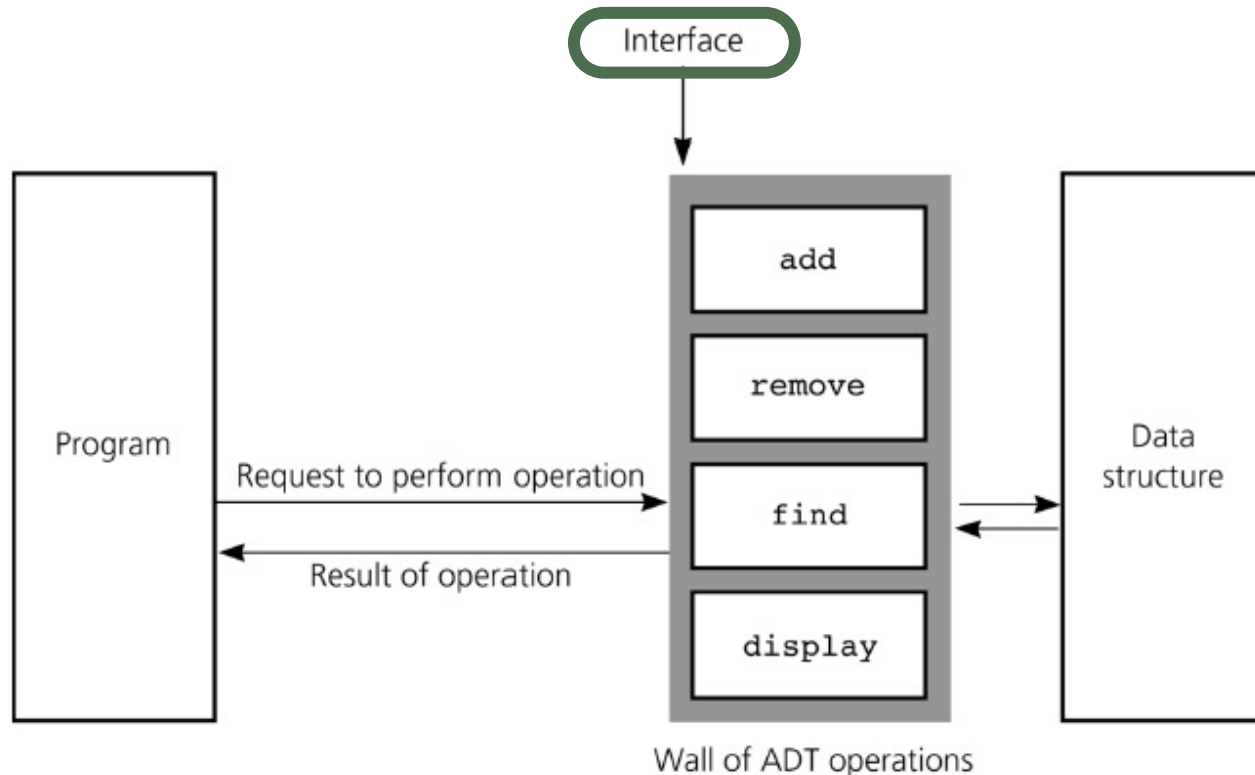 Interface
add
remove
find
display
Program
Request to perform operation
Result of operation
Data
structure
Wall of ADT operations